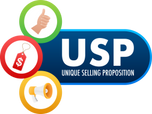 $
USP
UNIQUE SELLING PROPOSITION